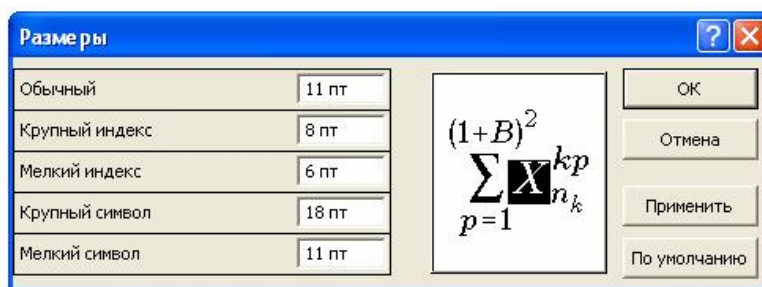 Размеры
Обычный 11 пт
Крупный индекс 8 пт
Мелкий индекс 6 пт
Крупный символ 18 пт
Мелкий символ 11 пт
(1+B)^2
∑ X^{kp}_{n_k}
p=1
ОК
Отмена
Применить
По умолчанию